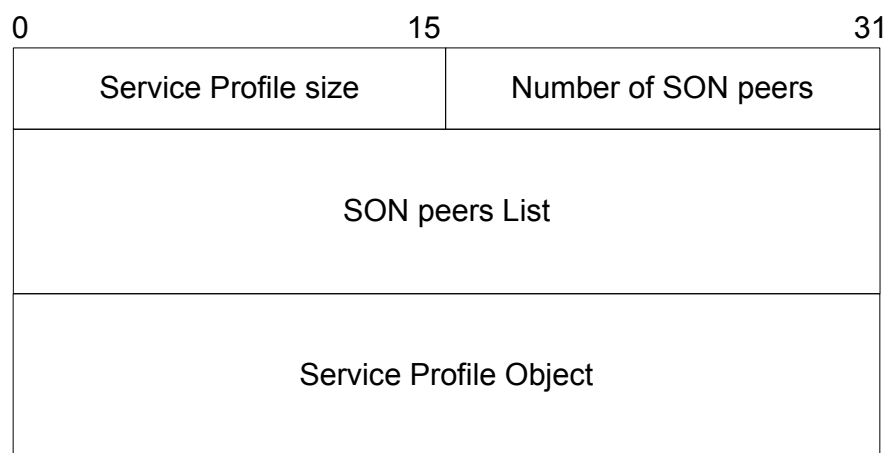 0 15 31
Service Profile size Number of SON peers
SON peers List
Service Profile Object